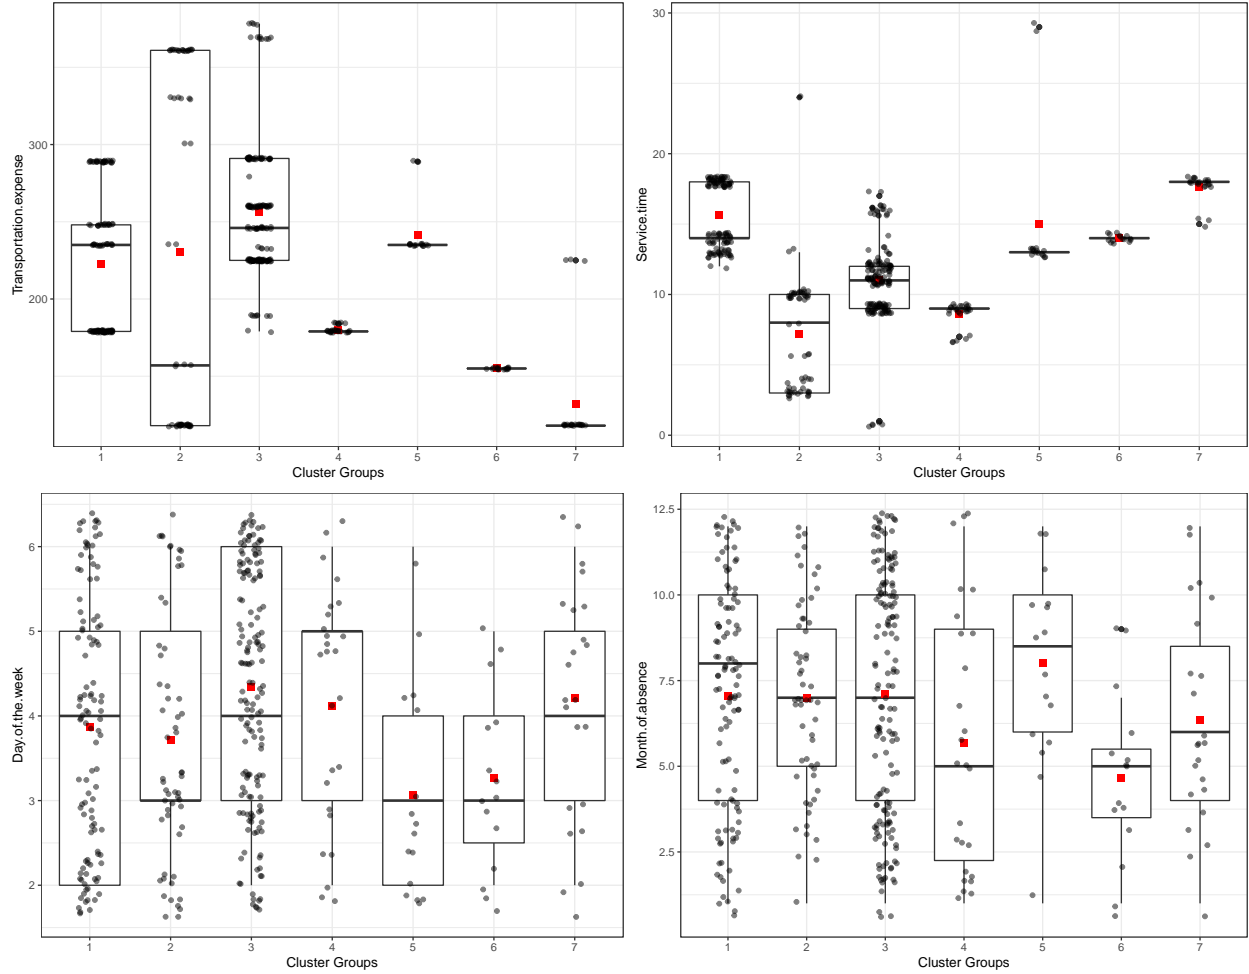 Transportation.expense
300
200
1 2 3 4 5 6 7
Cluster Groups
Service.time
30
20
10
0
1 2 3 4 5 6 7
Cluster Groups
Day.of.the.week
6
5
4
3
2
1 2 3 4 5 6 7
Cluster Groups
Month.of.absence
12.5
10.0
7.5
5.0
2.5
1 2 3 4 5 6 7
Cluster Groups